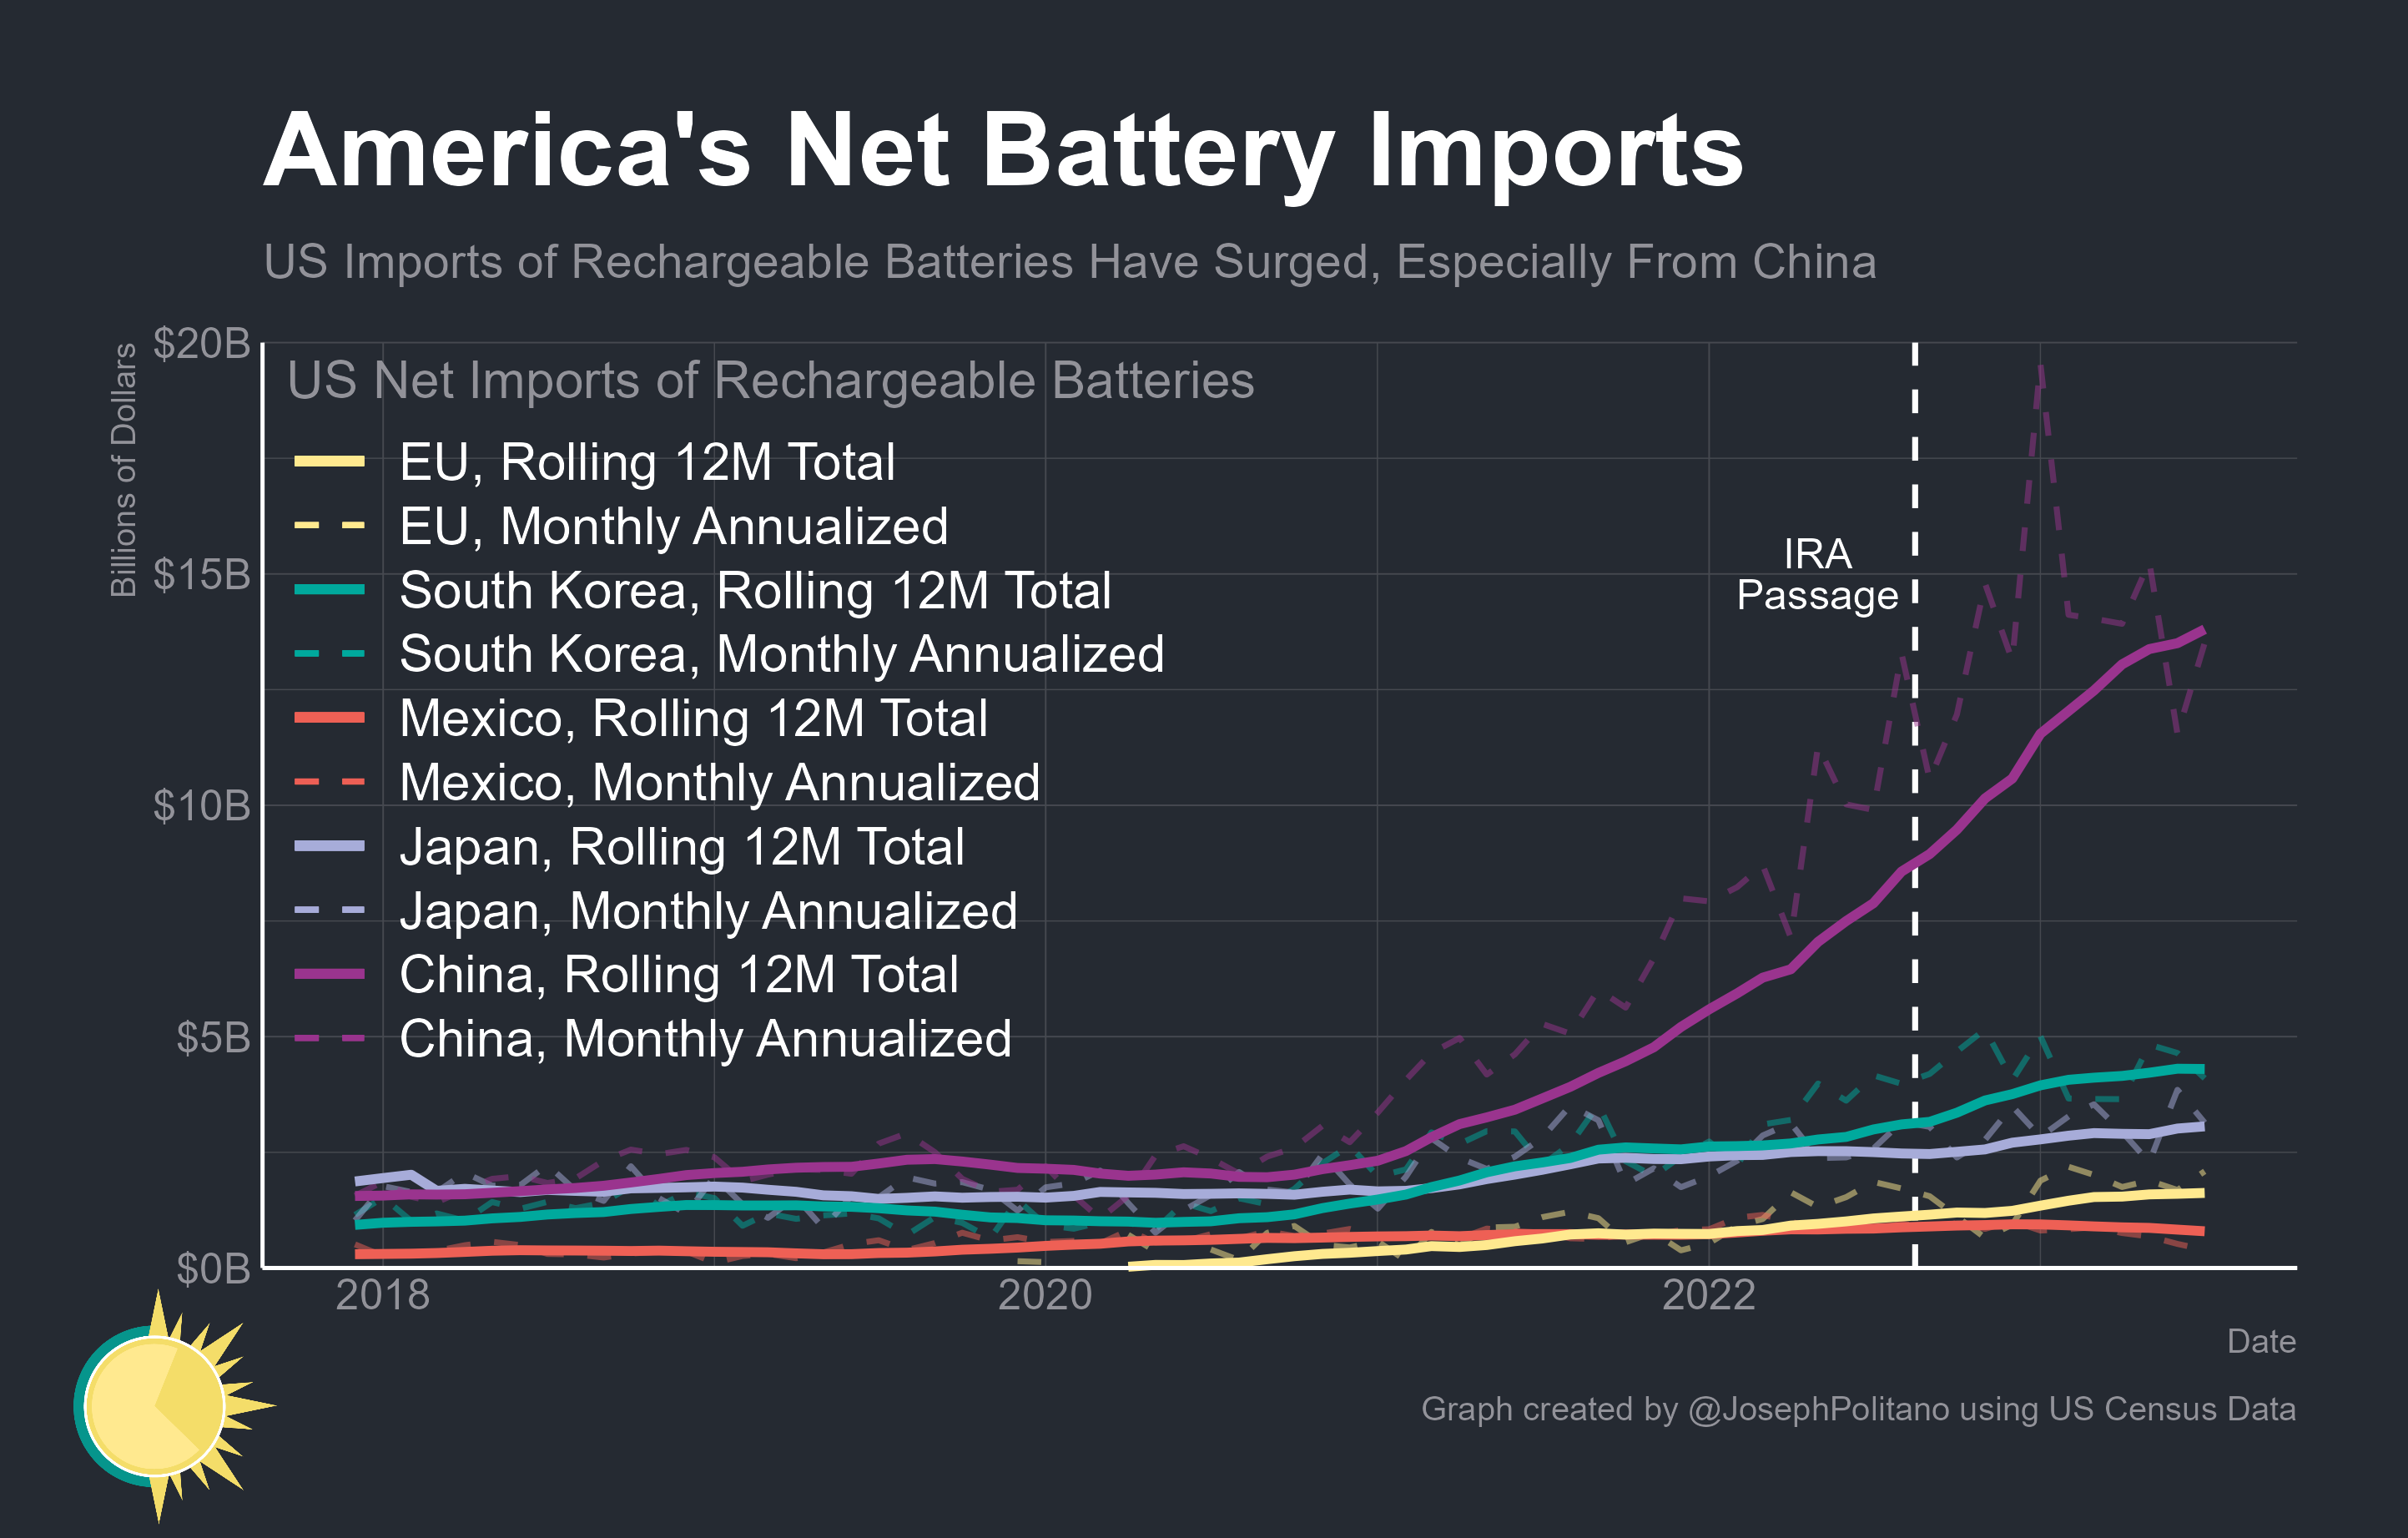 America's Net Battery Imports
US Imports of Rechargeable Batteries Have Surged, Especially From China
Billions of Dollars
$20B
$15B
$10B
$5B
$0B
US Net Imports of Rechargeable Batteries
EU, Rolling 12M Total
EU, Monthly Annualized
South Korea, Rolling 12M Total
South Korea, Monthly Annualized
Mexico, Rolling 12M Total
Mexico, Monthly Annualized
Japan, Rolling 12M Total
Japan, Monthly Annualized
China, Rolling 12M Total
China, Monthly Annualized
IRA
Passage
2018
2020
2022
Date
Graph created by @JosephPolitano using US Census Data